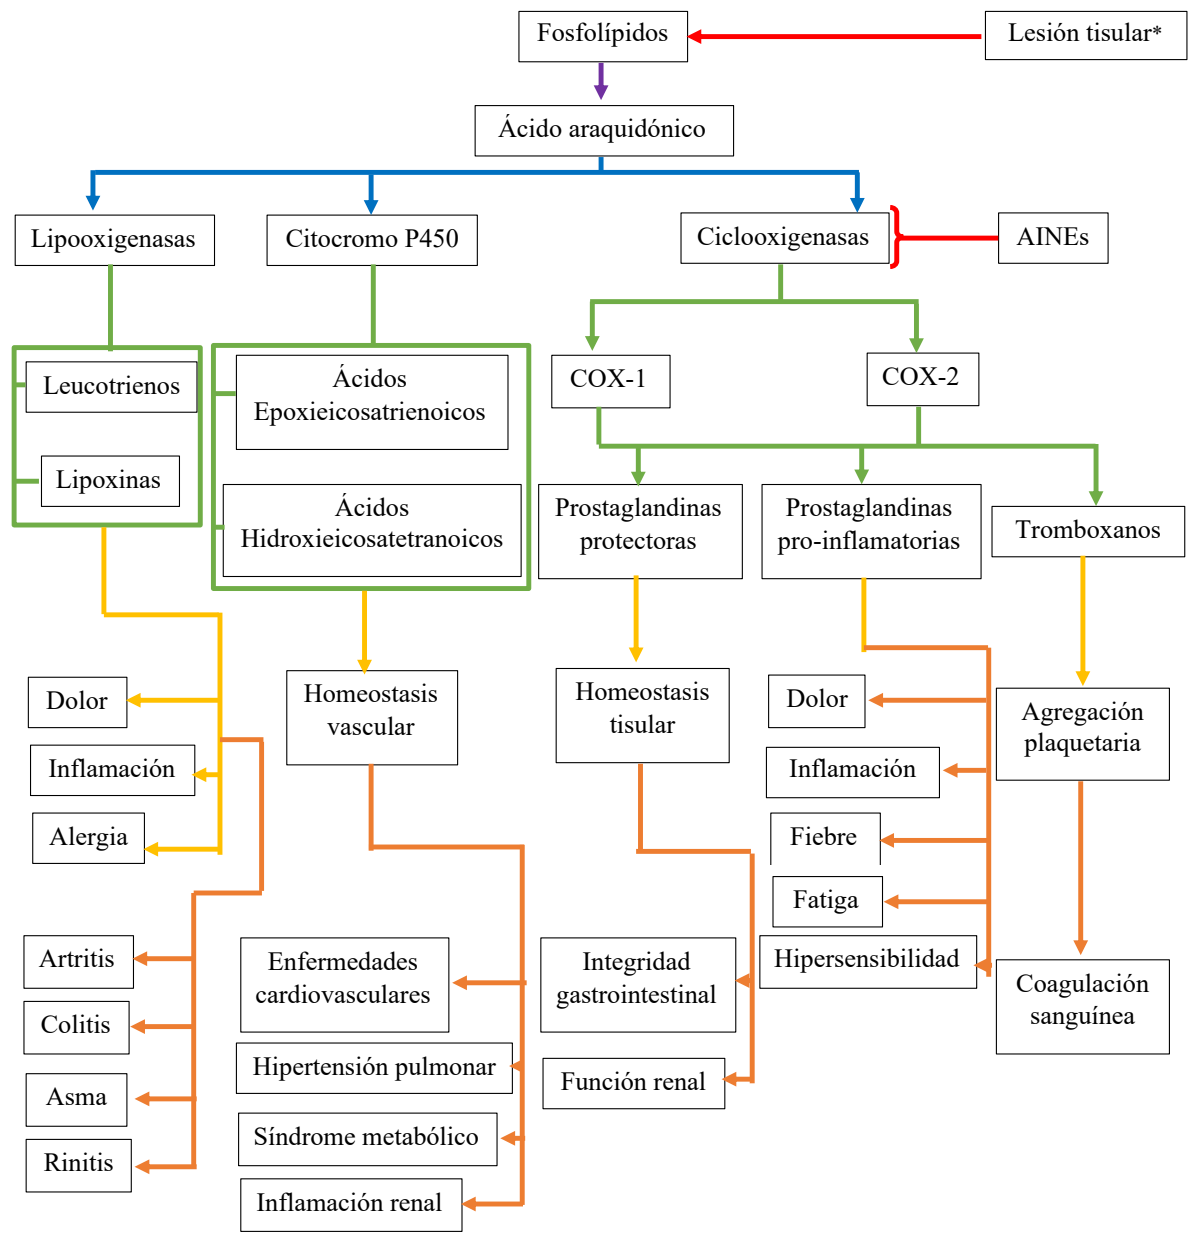 Fosfolípidos
Lesión tisular*
Ácido araquidónico
Lipooxigenasas
Citocromo P450
Ciclooxigenasas
AINEs
COX-1
COX-2
Leucotrienos
Lipoxinas
Ácidos
Epoxieicosatrienoicos
Ácidos
Hidroxieicosatetranoicos
Prostaglandinas
protectoras
Prostaglandinas
pro-inflamatorias
Tromboxanos
Dolor
Inflamación
Alergia
Homeostasis
vascular
Homeostasis
tisular
Dolor
Inflamación
Fiebre
Fatiga
Hipersensibilidad
Agregación
plaquetaria
Artritis
Colitis
Asma
Rinitis
Enfermedades
cardiovasculares
Hipertensión pulmonar
Síndrome metabólico
Inflamación renal
Integridad
gastrointestinal
Función renal
Coagulación
sanguínea